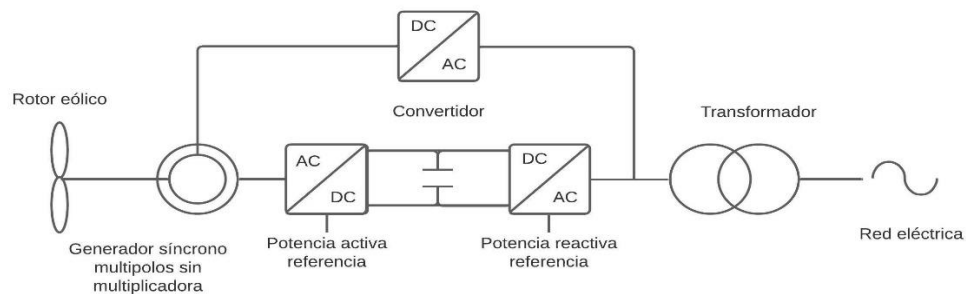 DC
AC
Rotor eólico
Convertidor
Transformador
AC
DC
DC
AC
Generador síncrono
multipolos sin
multiplicadora
Potencia activa
referencia
Potencia reactiva
referencia
Red eléctrica